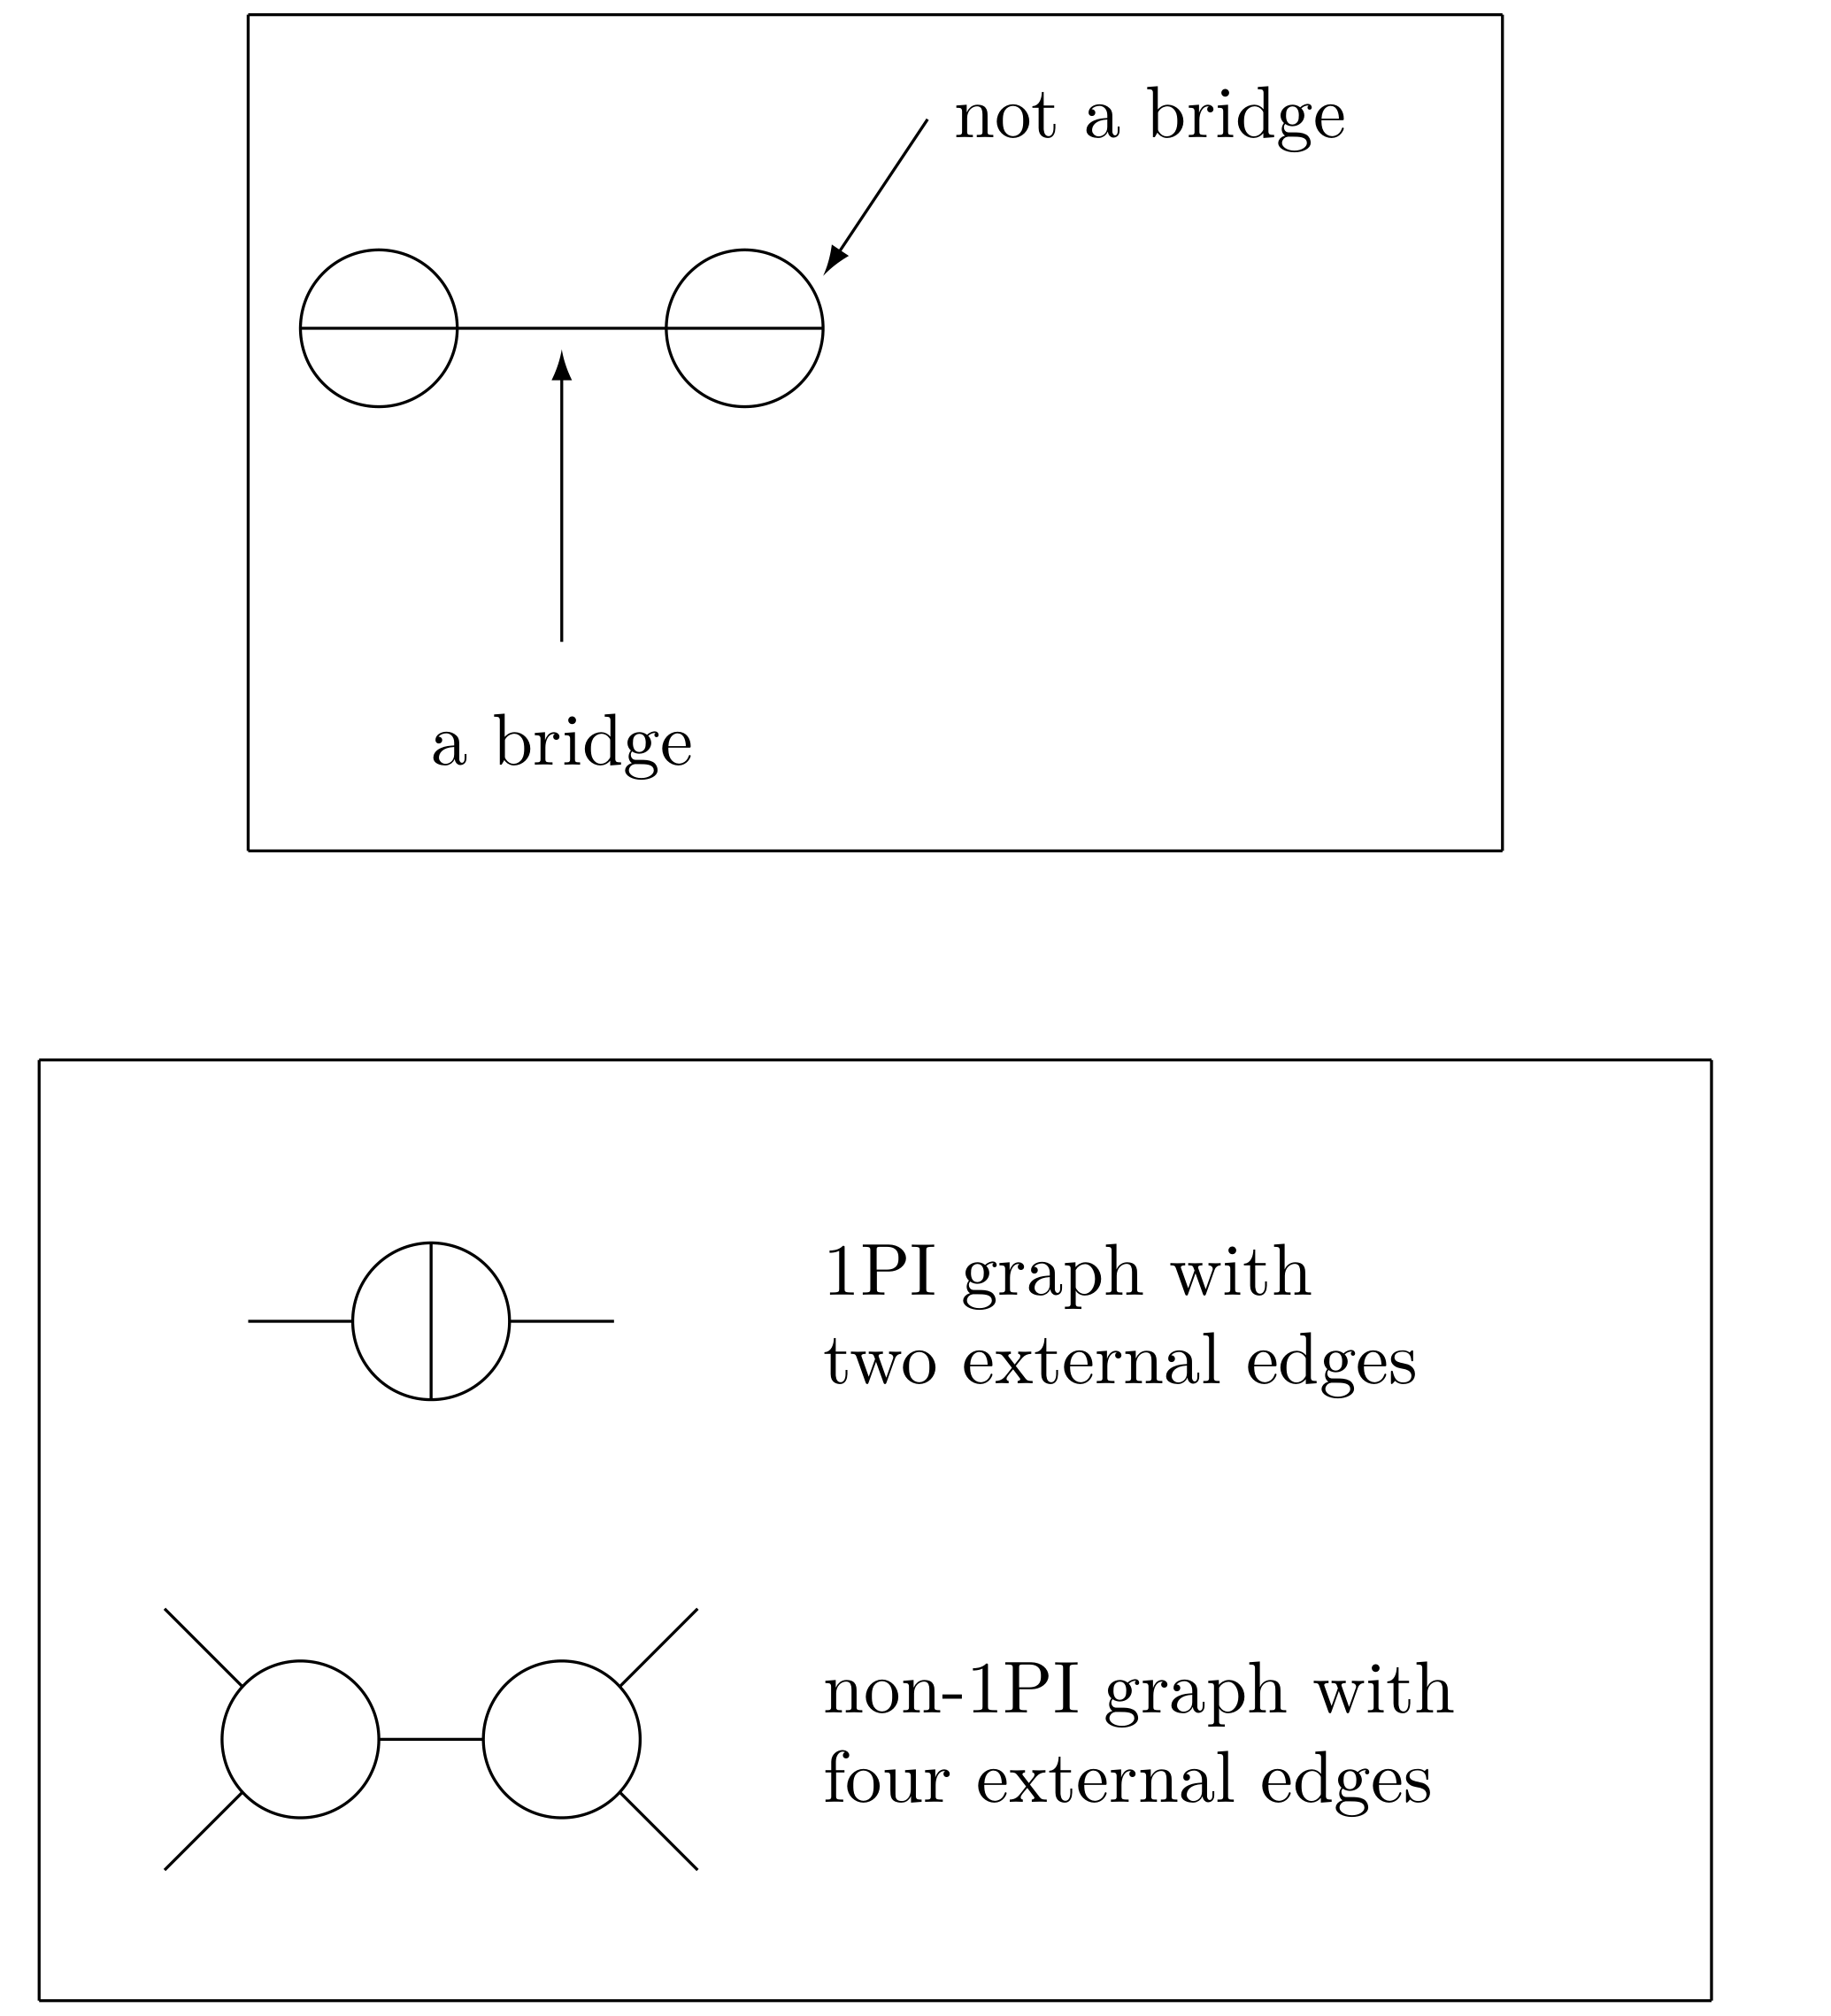 not a bridge
a bridge
1PI graph with
two external edges
non-1PI graph with
four external edges